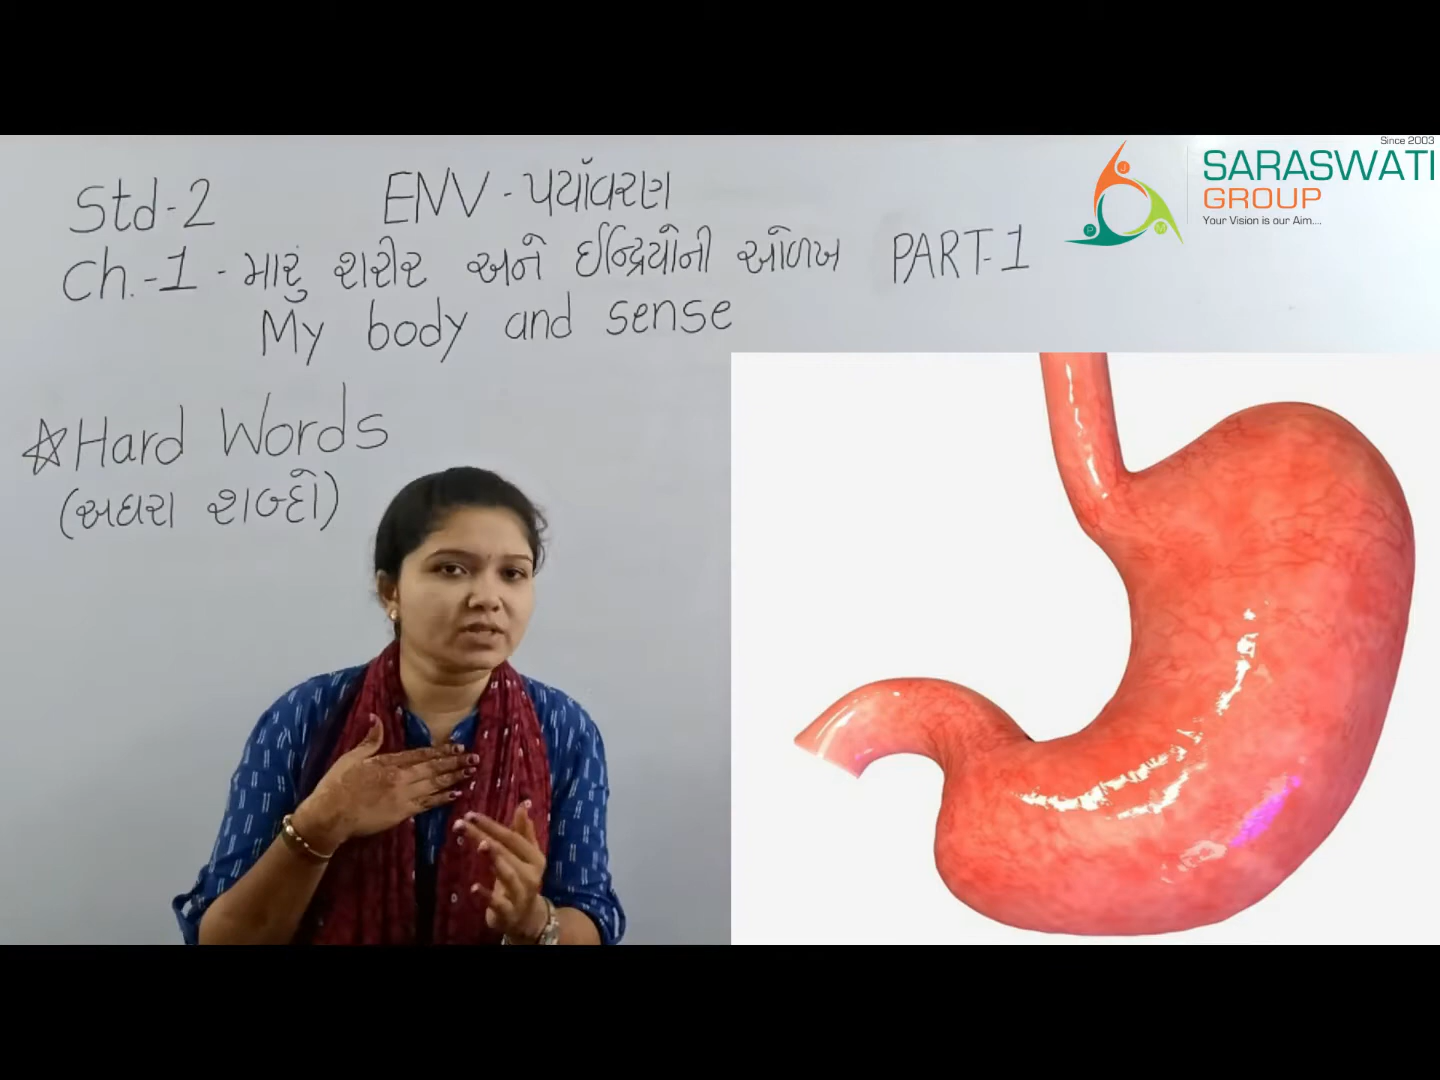 Since 2003
SARASWATI
GROUP
Your Vision is our Aim....
J
P
M
Std-2
ENV - પર્યાવરણ
Ch.-1 - મારું શરીર અને ઈન્દ્રિયોની ઓળખ PART-1
My body and sense
☆Hard Words
(અઘરા શબ્દો)